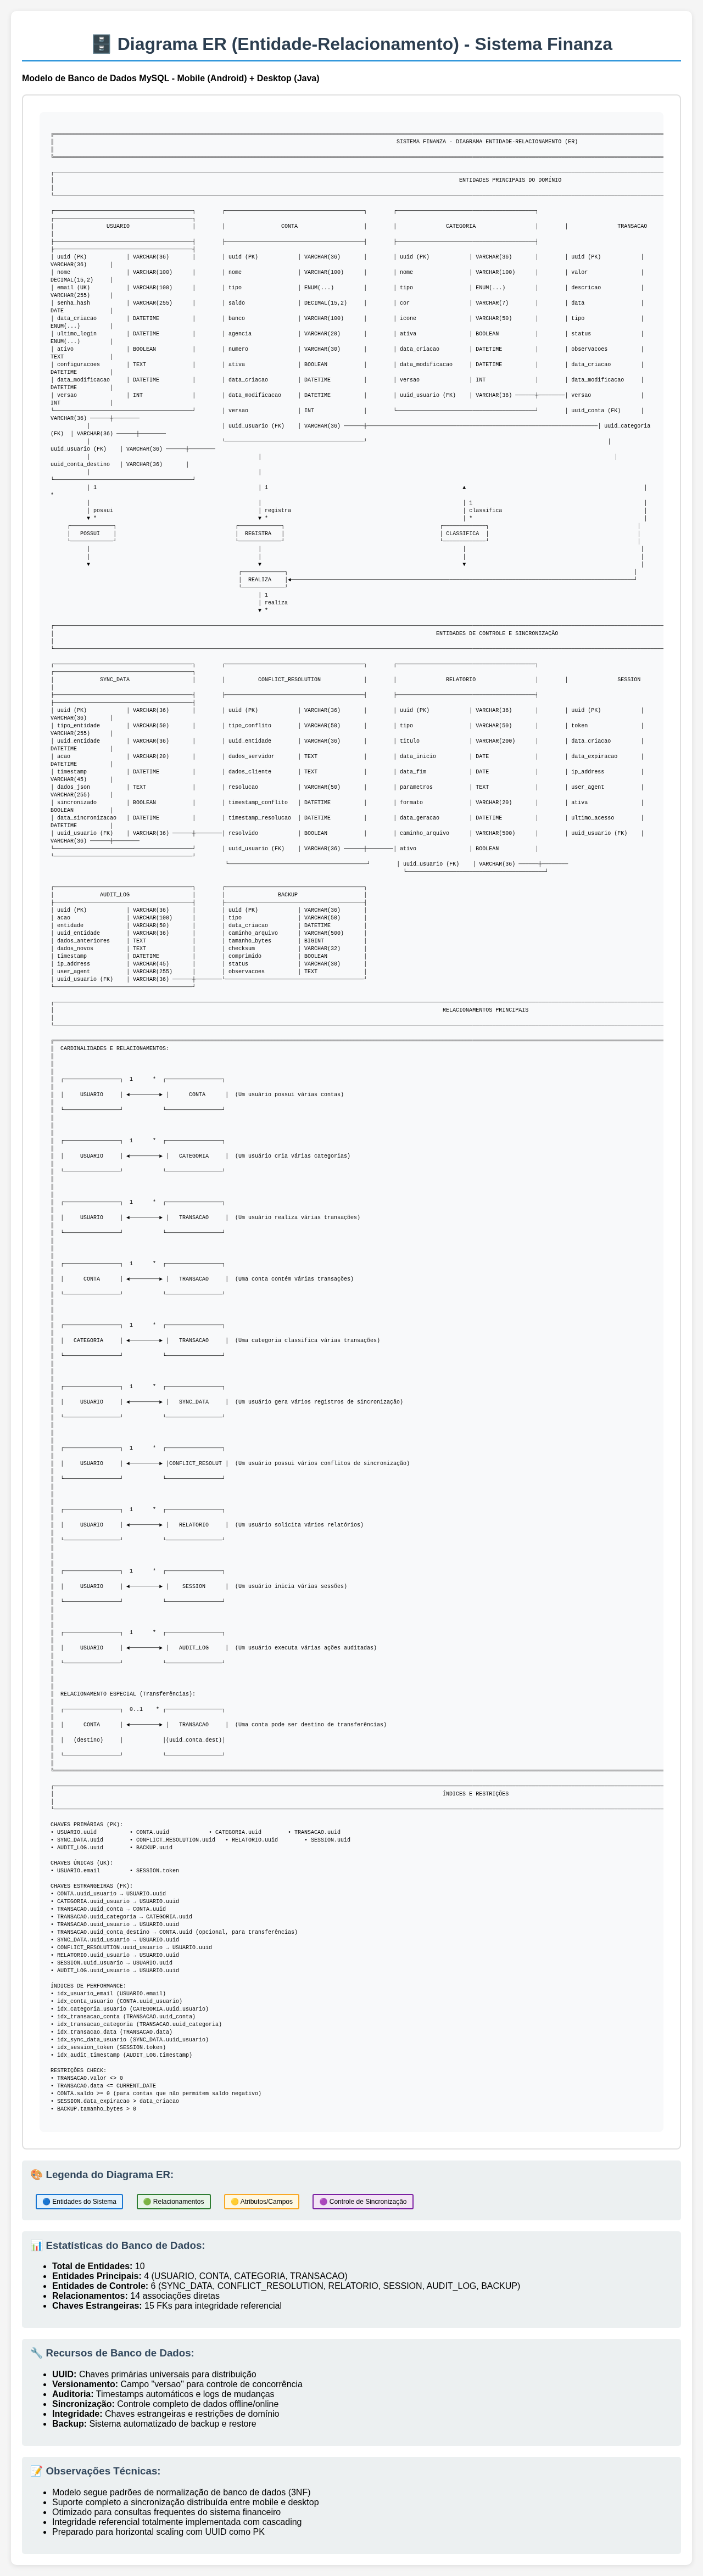 🗄️ Diagrama ER (Entidade-Relacionamento) - Sistema Finanza
Modelo de Banco de Dados MySQL - Mobile (Android) + Desktop (Java)
SISTEMA FINANZA - DIAGRAMA ENTIDADE-RELACIONAMENTO (ER)
ENTIDADES PRINCIPAIS DO DOMÍNIO
USUARIO CONTA CATEGORIA TRANSACAO
| uuid (PK) | VARCHAR(36) | | uuid (PK) | VARCHAR(36) | | uuid (PK) | VARCHAR(36) | | uuid (PK) |
VARCHAR(36) |
| nome | VARCHAR(100) | | nome | VARCHAR(100) | | nome | VARCHAR(100) | | valor |
DECIMAL(15,2) |
| email (UK) | VARCHAR(100) | | tipo | ENUM(...) | | tipo | ENUM(...) | | descricao |
VARCHAR(255) |
| senha_hash | VARCHAR(255) | | saldo | DECIMAL(15,2) | | cor | VARCHAR(7) | | data |
DATE |
| data_criacao | DATETIME | | banco | VARCHAR(100) | | icone | VARCHAR(50) | | tipo |
ENUM(...) |
| ultimo_login | DATETIME | | agencia | VARCHAR(20) | | ativa | BOOLEAN | | status |
ENUM(...) |
| ativo | BOOLEAN | | numero | VARCHAR(30) | | data_criacao | DATETIME | | observacoes |
TEXT |
| configuracoes | TEXT | | ativa | BOOLEAN | | data_modificacao | DATETIME | | data_criacao |
DATETIME |
| data_modificacao | DATETIME | | data_criacao | DATETIME | | versao | INT | | data_modificacao |
DATETIME |
| versao | INT | | data_modificacao | DATETIME | | uuid_usuario (FK) | VARCHAR(36) | versao |
INT |
| versao | INT | | uuid_conta (FK) |
VARCHAR(36)
| uuid_usuario (FK) | VARCHAR(36) | uuid_categoria
(FK) | VARCHAR(36)
uuid_usuario (FK) | VARCHAR(36)
uuid_conta_destino | VARCHAR(36) |
| 1 | 1 ▲ |
*
| | | 1 |
| possui | registra | classifica |
▼ * ▼ * | * |
POSSUI REGISTRA CLASSIFICA
▼ ▼ ▼
REALIZA ◄
| 1
| realiza
▼ *
ENTIDADES DE CONTROLE E SINCRONIZAÇÃO
SYNC_DATA CONFLICT_RESOLUTION RELATORIO SESSION
| uuid (PK) | VARCHAR(36) | | uuid (PK) | VARCHAR(36) | | uuid (PK) | VARCHAR(36) | | uuid (PK) |
VARCHAR(36) |
| tipo_entidade | VARCHAR(50) | | tipo_conflito | VARCHAR(50) | | tipo | VARCHAR(50) | | token |
VARCHAR(255) |
| uuid_entidade | VARCHAR(36) | | uuid_entidade | VARCHAR(36) | | titulo | VARCHAR(200) | | data_criacao |
DATETIME |
| acao | VARCHAR(20) | | dados_servidor | TEXT | | data_inicio | DATE | | data_expiracao |
DATETIME |
| timestamp | DATETIME | | dados_cliente | TEXT | | data_fim | DATE | | ip_address |
VARCHAR(45) |
| dados_json | TEXT | | resolucao | VARCHAR(50) | | parametros | TEXT | | user_agent |
VARCHAR(255) |
| sincronizado | BOOLEAN | | timestamp_conflito | DATETIME | | formato | VARCHAR(20) | | ativa |
BOOLEAN |
| data_sincronizacao | DATETIME | | timestamp_resolucao | DATETIME | | data_geracao | DATETIME | | ultimo_acesso |
DATETIME |
| uuid_usuario (FK) | VARCHAR(36) | resolvido | BOOLEAN | | caminho_arquivo | VARCHAR(500) | | uuid_usuario (FK) |
VARCHAR(36)
| uuid_usuario (FK) | VARCHAR(36) | ativo | BOOLEAN |
| uuid_usuario (FK) | VARCHAR(36)
AUDIT_LOG BACKUP
| uuid (PK) | VARCHAR(36) | | uuid (PK) | VARCHAR(36) |
| acao | VARCHAR(100) | | tipo | VARCHAR(50) |
| entidade | VARCHAR(50) | | data_criacao | DATETIME |
| uuid_entidade | VARCHAR(36) | | caminho_arquivo | VARCHAR(500) |
| dados_anteriores | TEXT | | tamanho_bytes | BIGINT |
| dados_novos | TEXT | | checksum | VARCHAR(32) |
| timestamp | DATETIME | | comprimido | BOOLEAN |
| ip_address | VARCHAR(45) | | status | VARCHAR(30) |
| user_agent | VARCHAR(255) | | observacoes | TEXT |
| uuid_usuario (FK) | VARCHAR(36)
RELACIONAMENTOS PRINCIPAIS
CARDINALIDADES E RELACIONAMENTOS:
1 *
| USUARIO | ◄────► | CONTA | (Um usuário possui várias contas)
1 *
| USUARIO | ◄────► | CATEGORIA | (Um usuário cria várias categorias)
1 *
| USUARIO | ◄────► | TRANSACAO | (Um usuário realiza várias transações)
1 *
| CONTA | ◄────► | TRANSACAO | (Uma conta contém várias transações)
1 *
| CATEGORIA | ◄────► | TRANSACAO | (Uma categoria classifica várias transações)
1 *
| USUARIO | ◄────► | SYNC_DATA | (Um usuário gera vários registros de sincronização)
1 *
| USUARIO | ◄────► |CONFLICT_RESOLUT | (Um usuário possui vários conflitos de sincronização)
1 *
| USUARIO | ◄────► | RELATORIO | (Um usuário solicita vários relatórios)
1 *
| USUARIO | ◄────► | SESSION | (Um usuário inicia várias sessões)
1 *
| USUARIO | ◄────► | AUDIT_LOG | (Um usuário executa várias ações auditadas)
RELACIONAMENTO ESPECIAL (Transferências):
0..1 *
| CONTA | ◄────► | TRANSACAO | (Uma conta pode ser destino de transferências)
| (destino) | |(uuid_conta_dest)|
ÍNDICES E RESTRIÇÕES
CHAVES PRIMÁRIAS (PK):
• USUARIO.uuid • CONTA.uuid • CATEGORIA.uuid • TRANSACAO.uuid
• SYNC_DATA.uuid • CONFLICT_RESOLUTION.uuid • RELATORIO.uuid • SESSION.uuid
• AUDIT_LOG.uuid • BACKUP.uuid
CHAVES ÚNICAS (UK):
• USUARIO.email • SESSION.token
CHAVES ESTRANGEIRAS (FK):
• CONTA.uuid_usuario → USUARIO.uuid
• CATEGORIA.uuid_usuario → USUARIO.uuid
• TRANSACAO.uuid_conta → CONTA.uuid
• TRANSACAO.uuid_categoria → CATEGORIA.uuid
• TRANSACAO.uuid_usuario → USUARIO.uuid
• TRANSACAO.uuid_conta_destino → CONTA.uuid (opcional, para transferências)
• SYNC_DATA.uuid_usuario → USUARIO.uuid
• CONFLICT_RESOLUTION.uuid_usuario → USUARIO.uuid
• RELATORIO.uuid_usuario → USUARIO.uuid
• SESSION.uuid_usuario → USUARIO.uuid
• AUDIT_LOG.uuid_usuario → USUARIO.uuid
ÍNDICES DE PERFORMANCE:
• idx_usuario_email (USUARIO.email)
• idx_conta_usuario (CONTA.uuid_usuario)
• idx_categoria_usuario (CATEGORIA.uuid_usuario)
• idx_transacao_conta (TRANSACAO.uuid_conta)
• idx_transacao_categoria (TRANSACAO.uuid_categoria)
• idx_transacao_data (TRANSACAO.data)
• idx_sync_data_usuario (SYNC_DATA.uuid_usuario)
• idx_session_token (SESSION.token)
• idx_audit_timestamp (AUDIT_LOG.timestamp)
RESTRIÇÕES CHECK:
• TRANSACAO.valor <> 0
• TRANSACAO.data <= CURRENT_DATE
• CONTA.saldo >= 0 (para contas que não permitem saldo negativo)
• SESSION.data_expiracao > data_criacao
• BACKUP.tamanho_bytes > 0
🎨 Legenda do Diagrama ER:
🔵 Entidades do Sistema 🟢 Relacionamentos 🟡 Atributos/Campos 🟣 Controle de Sincronização
📊 Estatísticas do Banco de Dados:
• Total de Entidades: 10
• Entidades Principais: 4 (USUARIO, CONTA, CATEGORIA, TRANSACAO)
• Entidades de Controle: 6 (SYNC_DATA, CONFLICT_RESOLUTION, RELATORIO, SESSION, AUDIT_LOG, BACKUP)
• Relacionamentos: 14 associações diretas
• Chaves Estrangeiras: 15 FKs para integridade referencial
🔧 Recursos de Banco de Dados:
• UUID: Chaves primárias universais para distribuição
• Versionamento: Campo "versao" para controle de concorrência
• Auditoria: Timestamps automáticos e logs de mudanças
• Sincronização: Controle completo de dados offline/online
• Integridade: Chaves estrangeiras e restrições de domínio
• Backup: Sistema automatizado de backup e restore
📝 Observações Técnicas:
• Modelo segue padrões de normalização de banco de dados (3NF)
• Suporte completo a sincronização distribuída entre mobile e desktop
• Otimizado para consultas frequentes do sistema financeiro
• Integridade referencial totalmente implementada com cascading
• Preparado para horizontal scaling com UUID como PK